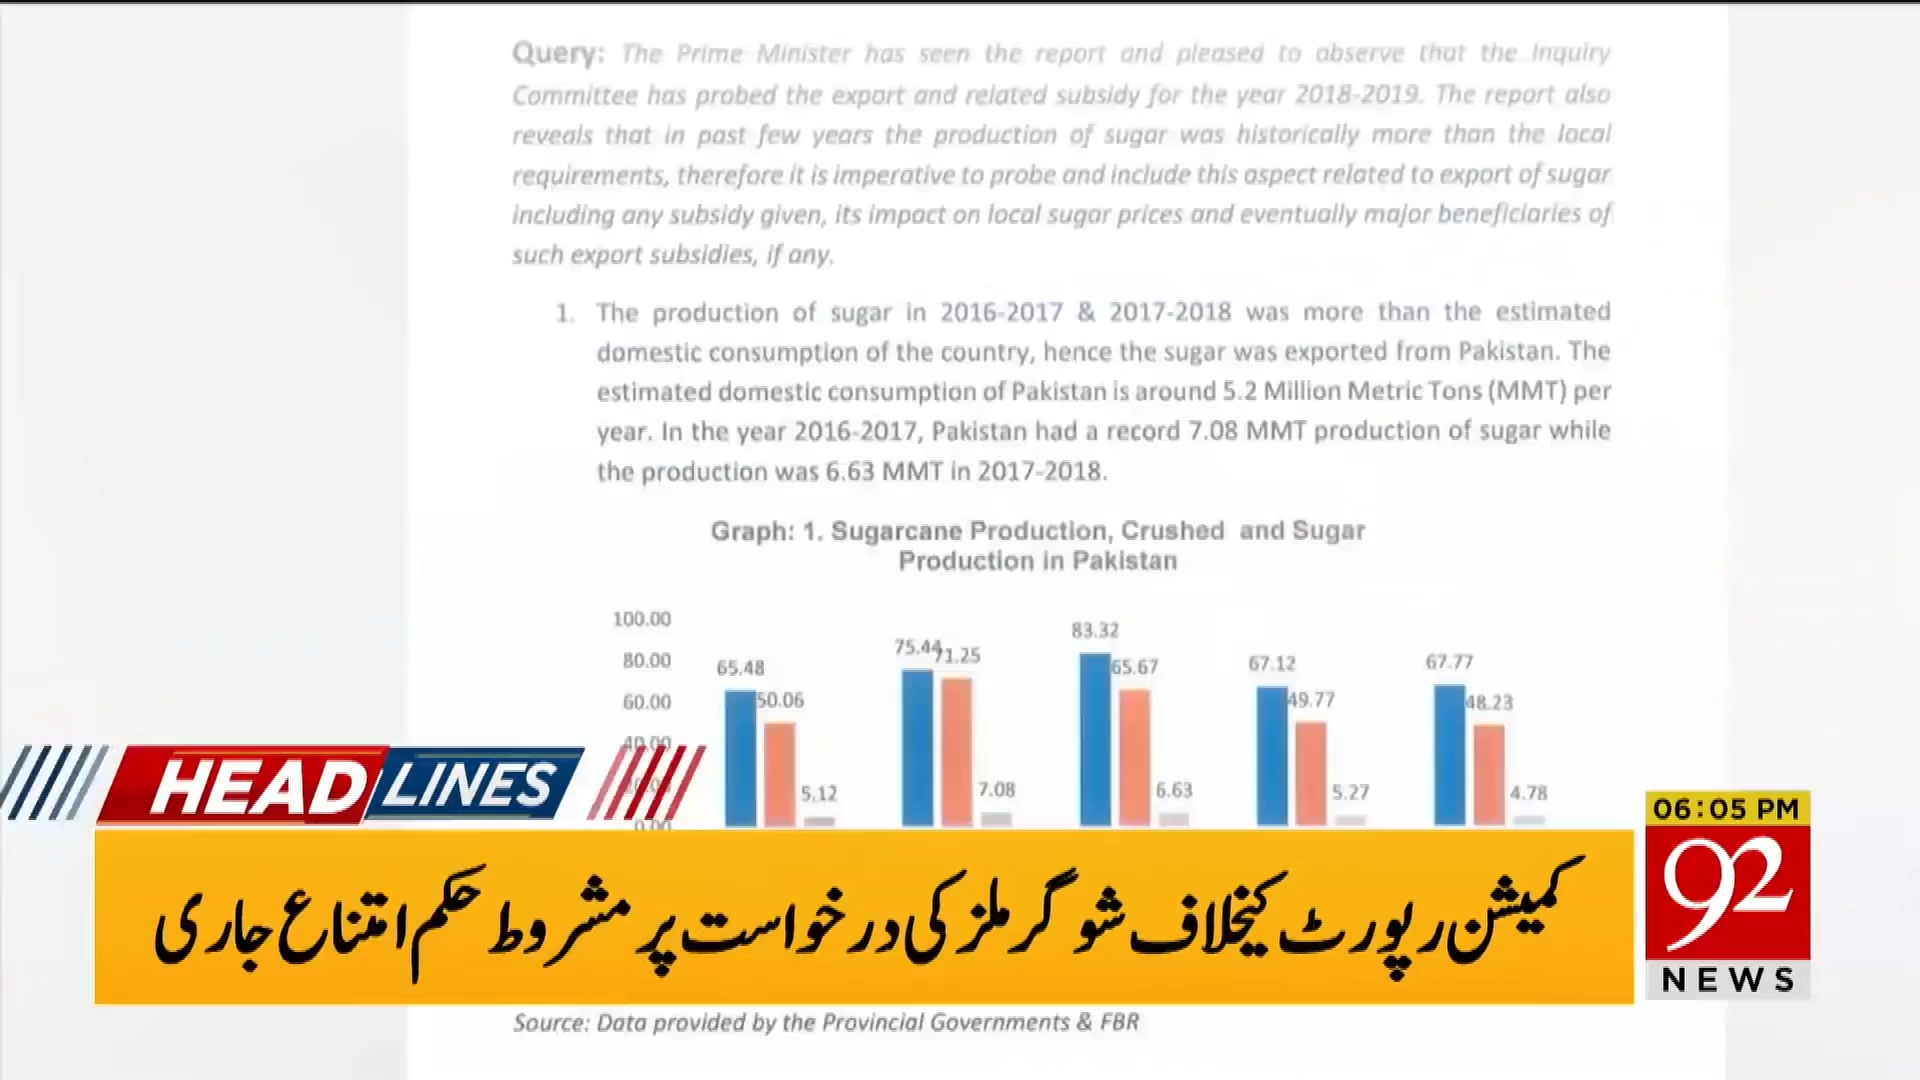 Query: The Prime Minister has seen the report and pleased to observe that the Inquiry
Committee has probed the export and related subsidy for the year 2018-2019. The report also
reveals that in past few years the production of sugar was historically more than the local
requirements, therefore it is imperative to probe and include this aspect related to export of sugar
including any subsidy given, its impact on local sugar prices and eventually major beneficiaries of
such export subsidies, if any.
1. The production of sugar in 2016-2017 & 2017-2018 was more than the estimated
domestic consumption of the country, hence the sugar was exported from Pakistan. The
estimated domestic consumption of Pakistan is around 5.2 Million Metric Tons (MMT) per
year. In the year 2016-2017, Pakistan had a record 7.08 MMT production of sugar while
the production was 6.63 MMT in 2017-2018.
Graph: 1. Sugarcane Production, Crushed and Sugar
Production in Pakistan
100.00
80.00
60.00
40.00
20.00
0.00
65.48 50.06 5.12
75.44 71.25 7.08
83.32 65.67 6.63
67.12 49.77 5.27
67.77 48.23 4.78
HEADLINES
06:05 PM
92
NEWS
کمیشن رپورٹ کیخلاف شوگر ملز کی درخواست پر مشروط حکم امتناع جاری
Source: Data provided by the Provincial Governments & FBR